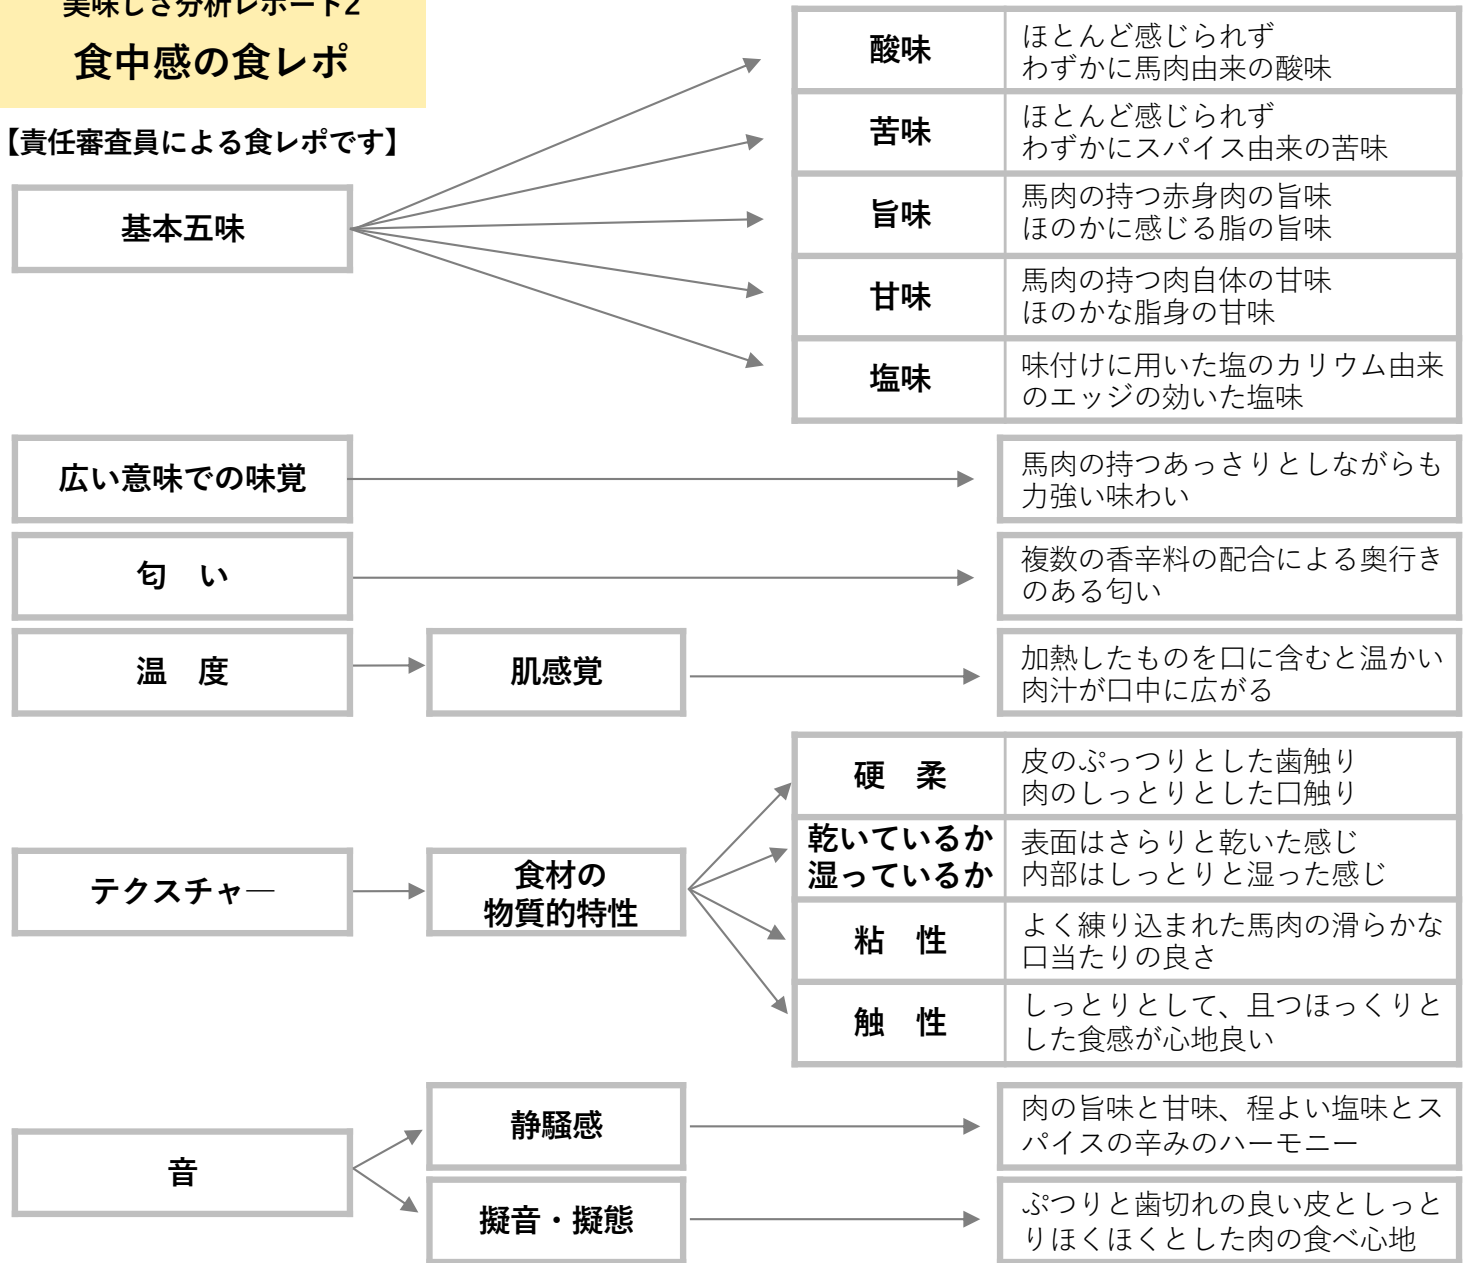 美味しさ分析レポート2
食中感の食レポ
【責任審査員による食レポです】
基本五味
酸味
ほとんど感じられず
わずかに馬肉由来の酸味
苦味
ほとんど感じられず
わずかにスパイス由来の苦味
旨味
馬肉の持つ赤身肉の旨味
ほのかに感じる脂の旨味
甘味
馬肉の持つ肉自体の甘味
ほのかな脂身の甘味
塩味
味付けに用いた塩のカリウム由来
のエッジの効いた塩味
広い意味での味覚
馬肉の持つあっさりとしながらも
力強い味わい
匂　い
複数の香辛料の配合による奥行き
のある匂い
温　度
肌感覚
加熱したものを口に含むと温かい
肉汁が口中に広がる
テクスチャ―
食材の
物質的特性
硬　柔
皮のぷっつりとした歯触り
肉のしっとりとした口触り
乾いているか
湿っているか
表面はさらりと乾いた感じ
内部はしっとりと湿った感じ
粘　性
よく練り込まれた馬肉の滑らかな
口当たりの良さ
触　性
しっとりとして、且つほっくりと
した食感が心地良い
音
静騒感
肉の旨味と甘味、程よい塩味とス
パイスの辛みのハーモニー
擬音・擬態
ぷつりと歯切れの良い皮としっと
りほくほくとした肉の食べ心地